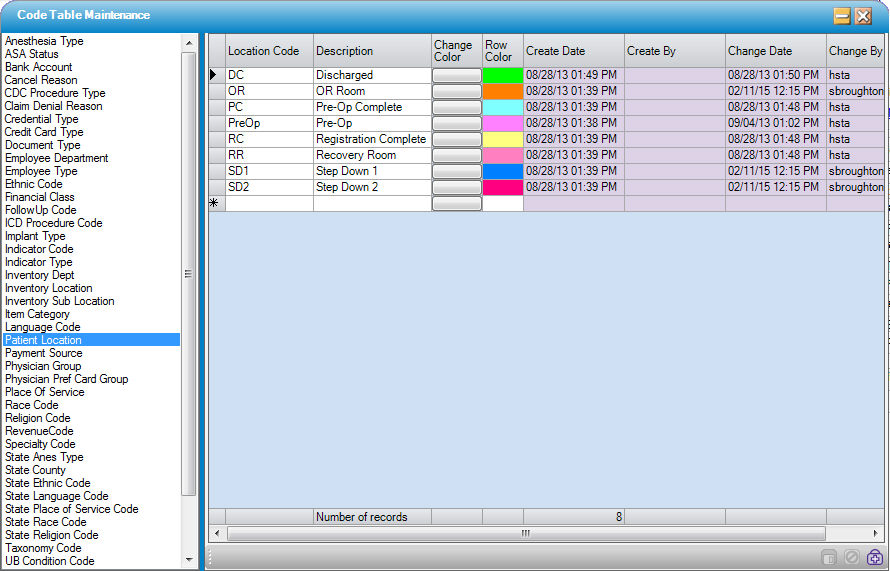 Code Table Maintenance
Anesthesia Type
ASA Status
Bank Account
Cancel Reason
CDC Procedure Type
Claim Denial Reason
Credential Type
Credit Card Type
Document Type
Employee Department
Employee Type
Ethnic Code
Financial Class
FollowUp Code
ICD Procedure Code
Implant Type
Indicator Code
Indicator Type
Inventory Dept
Inventory Location
Inventory Sub Location
Item Category
Language Code
Patient Location
Payment Source
Physician Group
Physician Pref Card Group
Place Of Service
Race Code
Religion Code
RevenueCode
Specialty Code
State Anes Type
State County
State Ethnic Code
State Language Code
State Place of Service Code
State Race Code
State Religion Code
Taxonomy Code
UB Condition Code
Location Code Description Change Color Row Color Create Date Create By Change Date Change By
DC Discharged 08/28/13 01:49 PM 08/28/13 01:50 PM hsta
OR OR Room 08/28/13 01:39 PM 02/11/15 12:15 PM sbroughton
PC Pre-Op Complete 08/28/13 01:39 PM 08/28/13 01:48 PM hsta
PreOp Pre-Op 08/28/13 01:38 PM 09/04/13 01:02 PM hsta
RC Registration Complete 08/28/13 01:39 PM 08/28/13 01:48 PM hsta
RR Recovery Room 08/28/13 01:39 PM 08/28/13 01:48 PM hsta
SD1 Step Down 1 08/28/13 01:39 PM 02/11/15 12:15 PM sbroughton
SD2 Step Down 2 08/28/13 01:39 PM 02/11/15 12:15 PM sbroughton
Number of records 8